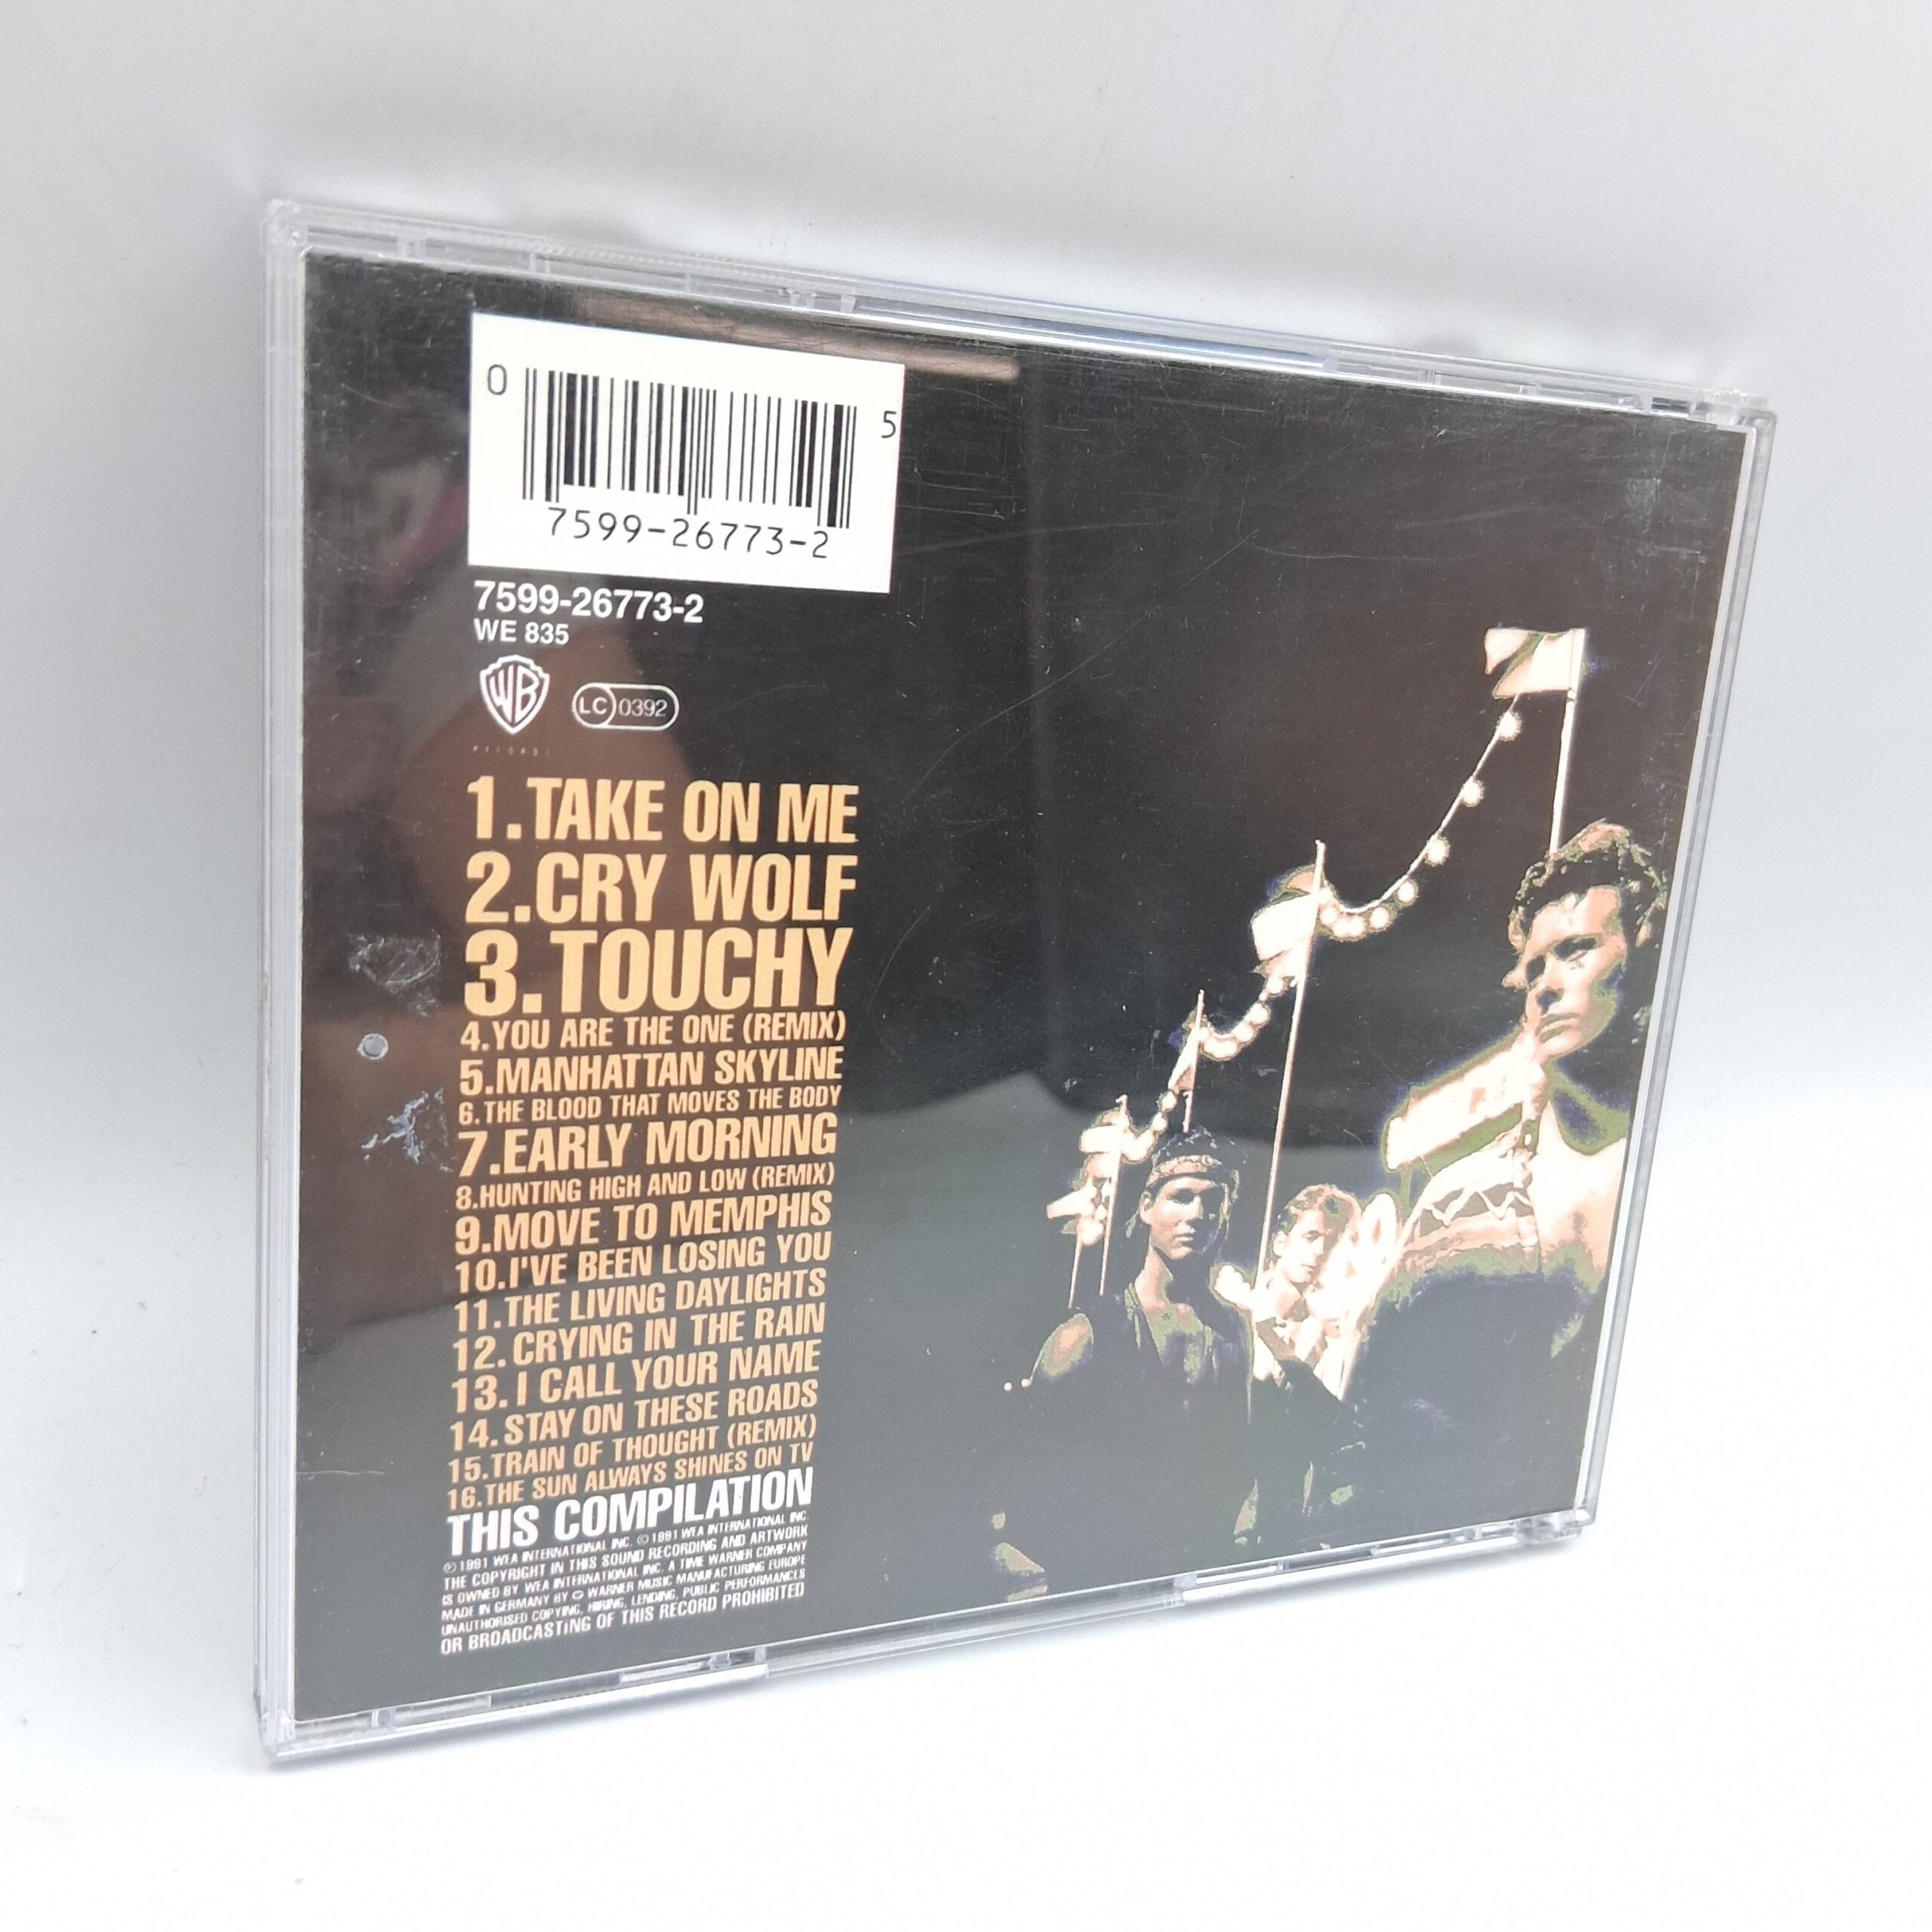 0 5
7599-26773-2
7599-26773-2
WE 835
WB
LC 0392
RECORDS
1.TAKE ON ME
2.CRY WOLF
3.TOUCHY
4.YOU ARE THE ONE (REMIX)
5.MANHATTAN SKYLINE
6.THE BLOOD THAT MOVES THE BODY
7.EARLY MORNING
8.HUNTING HIGH AND LOW (REMIX)
9.MOVE TO MEMPHIS
10.I'VE BEEN LOSING YOU
11.THE LIVING DAYLIGHTS
12.CRYING IN THE RAIN
13.I CALL YOUR NAME
14.STAY ON THESE ROADS
15.TRAIN OF THOUGHT (REMIX)
16.THE SUN ALWAYS SHINES ON TV
THIS COMPILATION
℗ 1991 WEA INTERNATIONAL INC. © 1991 WEA INTERNATIONAL INC.
THE COPYRIGHT IN THIS SOUND RECORDING AND ARTWORK
IS OWNED BY WEA INTERNATIONAL INC. A TIME WARNER COMPANY
MADE IN GERMANY BY © WARNER MUSIC MANUFACTURING EUROPE
UNAUTHORISED COPYING, HIRING, LENDING, PUBLIC PERFORMANCES
OR BROADCASTING OF THIS RECORD PROHIBITED